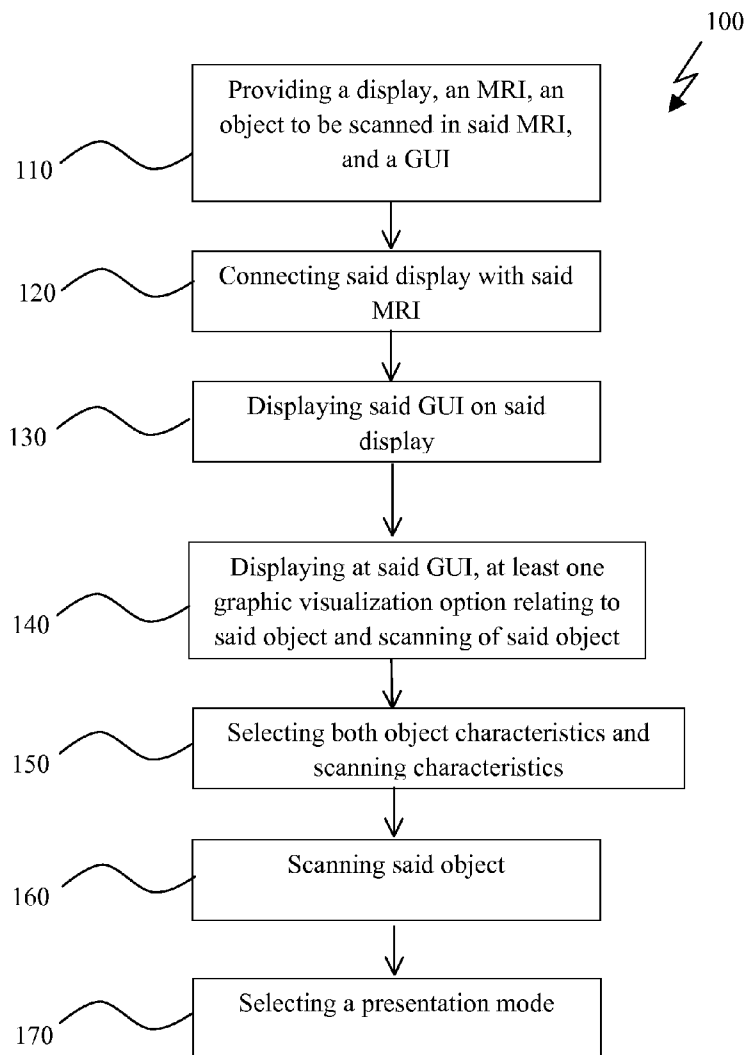 100
Providing a display, an MRI, an
object to be scanned in said MRI,
and a GUI
110
Connecting said display with said
MRI
120
Displaying said GUI on said
display
130
Displaying at said GUI, at least one
graphic visualization option relating to
said object and scanning of said object
140
Selecting both object characteristics and
scanning characteristics
150
Scanning said object
160
Selecting a presentation mode
170